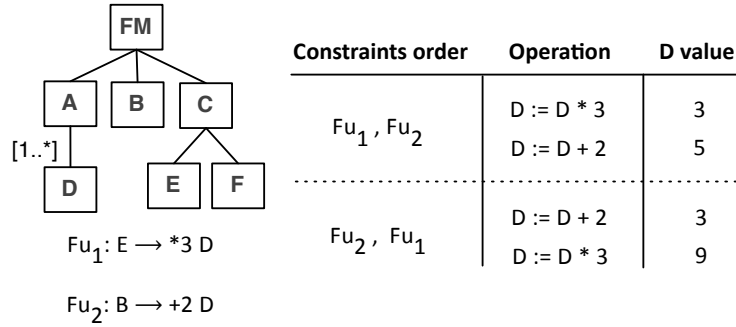 FM
A B C
[1..*]
D E F
Fu1: E → *3 D
Fu2: B → +2 D
Constraints order Operation D value
Fu1 , Fu2
D := D * 3 3
D := D + 2 5
Fu2 , Fu1
D := D + 2 3
D := D * 3 9